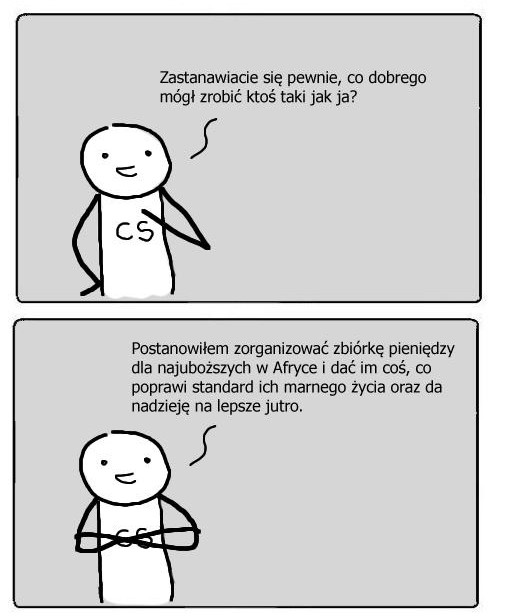 Zastanawiacie się pewnie, co dobrego
mógł zrobić ktoś taki jak ja?
CS
Postanowiłem zorganizować zbiórkę pieniędzy
dla najuboższych w Afryce i dać im coś, co
poprawi standard ich marnego życia oraz da
nadzieję na lepsze jutro.
CS